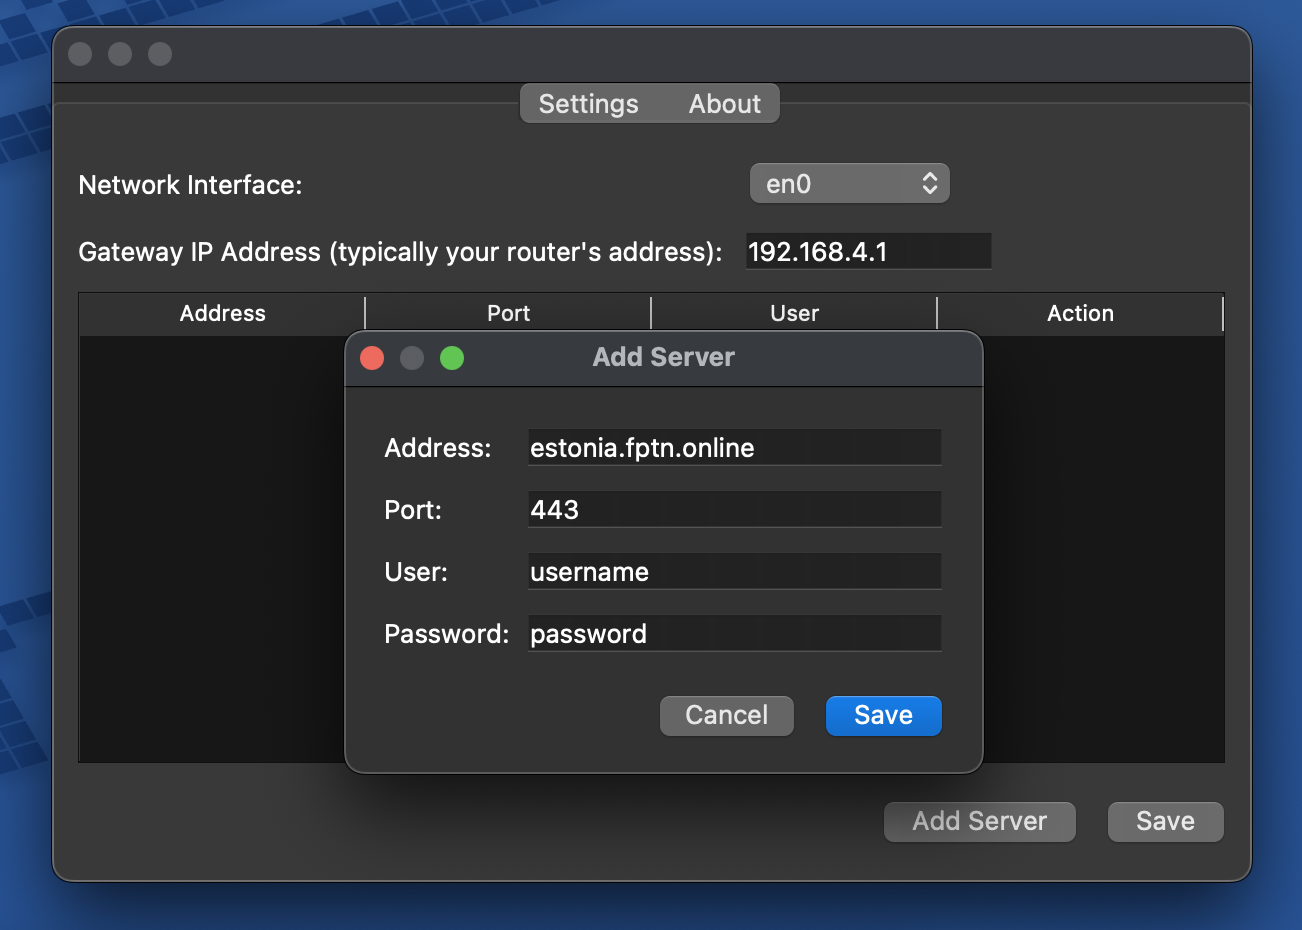 Settings About
Network Interface: en0
Gateway IP Address (typically your router's address): 192.168.4.1
Address Port User Action
Add Server
Address: estonia.fptn.online
Port: 443
User: username
Password: password
Cancel Save
Add Server Save